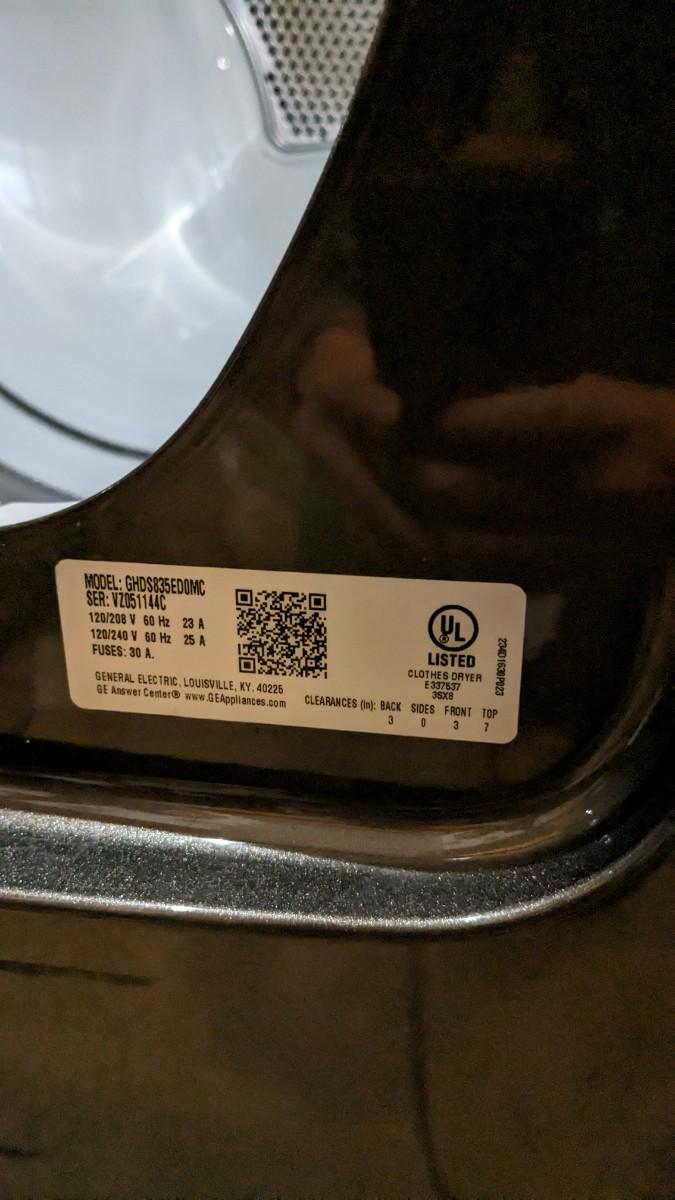 MODEL: GHDS835ED0MC
SER: VZ051144C
120/208 V 60 Hz 23 A
120/240 V 60 Hz 25 A
FUSES: 30 A.
GENERAL ELECTRIC, LOUISVILLE, KY. 40225
GE Answer Center® www.GEAppliances.com
UL
LISTED
CLOTHES DRYER
E337537
3SX8
CLEARANCES (in): BACK SIDES FRONT TOP
3 0 3 7
234D1630P023